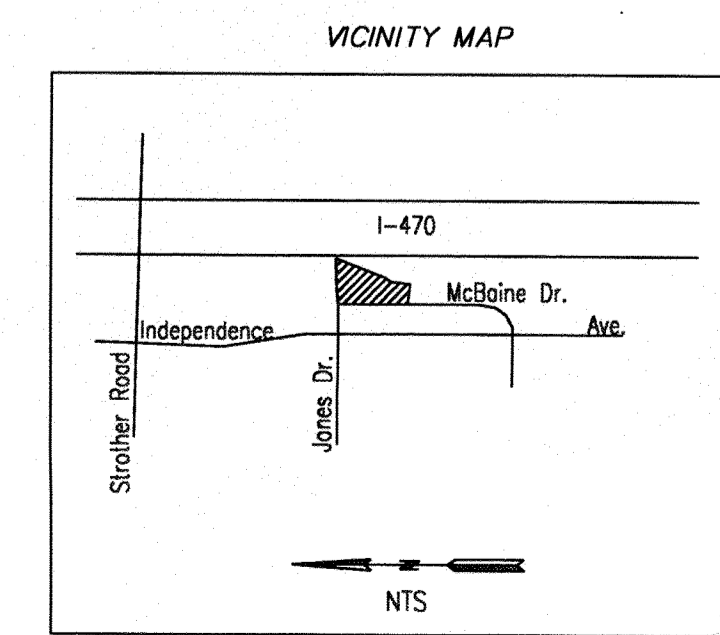 VICINITY MAP
I-470
McBaine Dr.
Independence Ave.
Strother Road
Jones Dr.
N
NTS